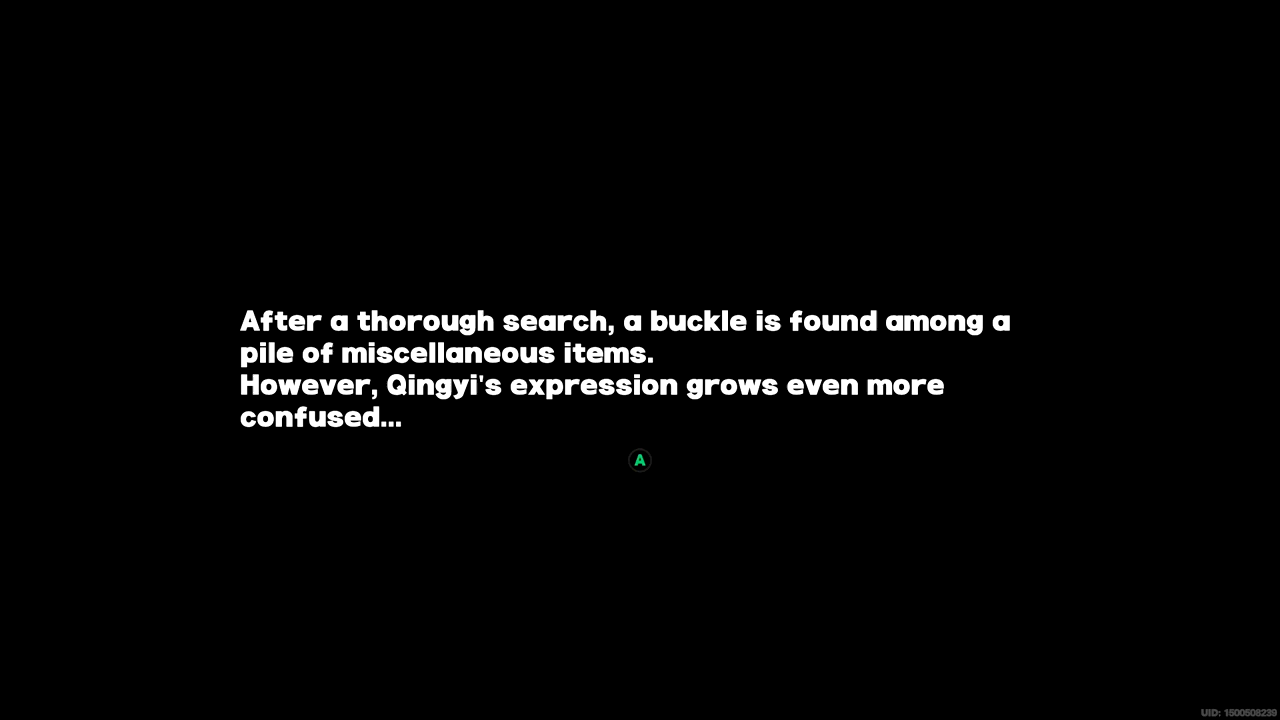 After a thorough search, a buckle is found among a
pile of miscellaneous items.
However, Qingyi's expression grows even more
confused...
A
UID: 1500508239